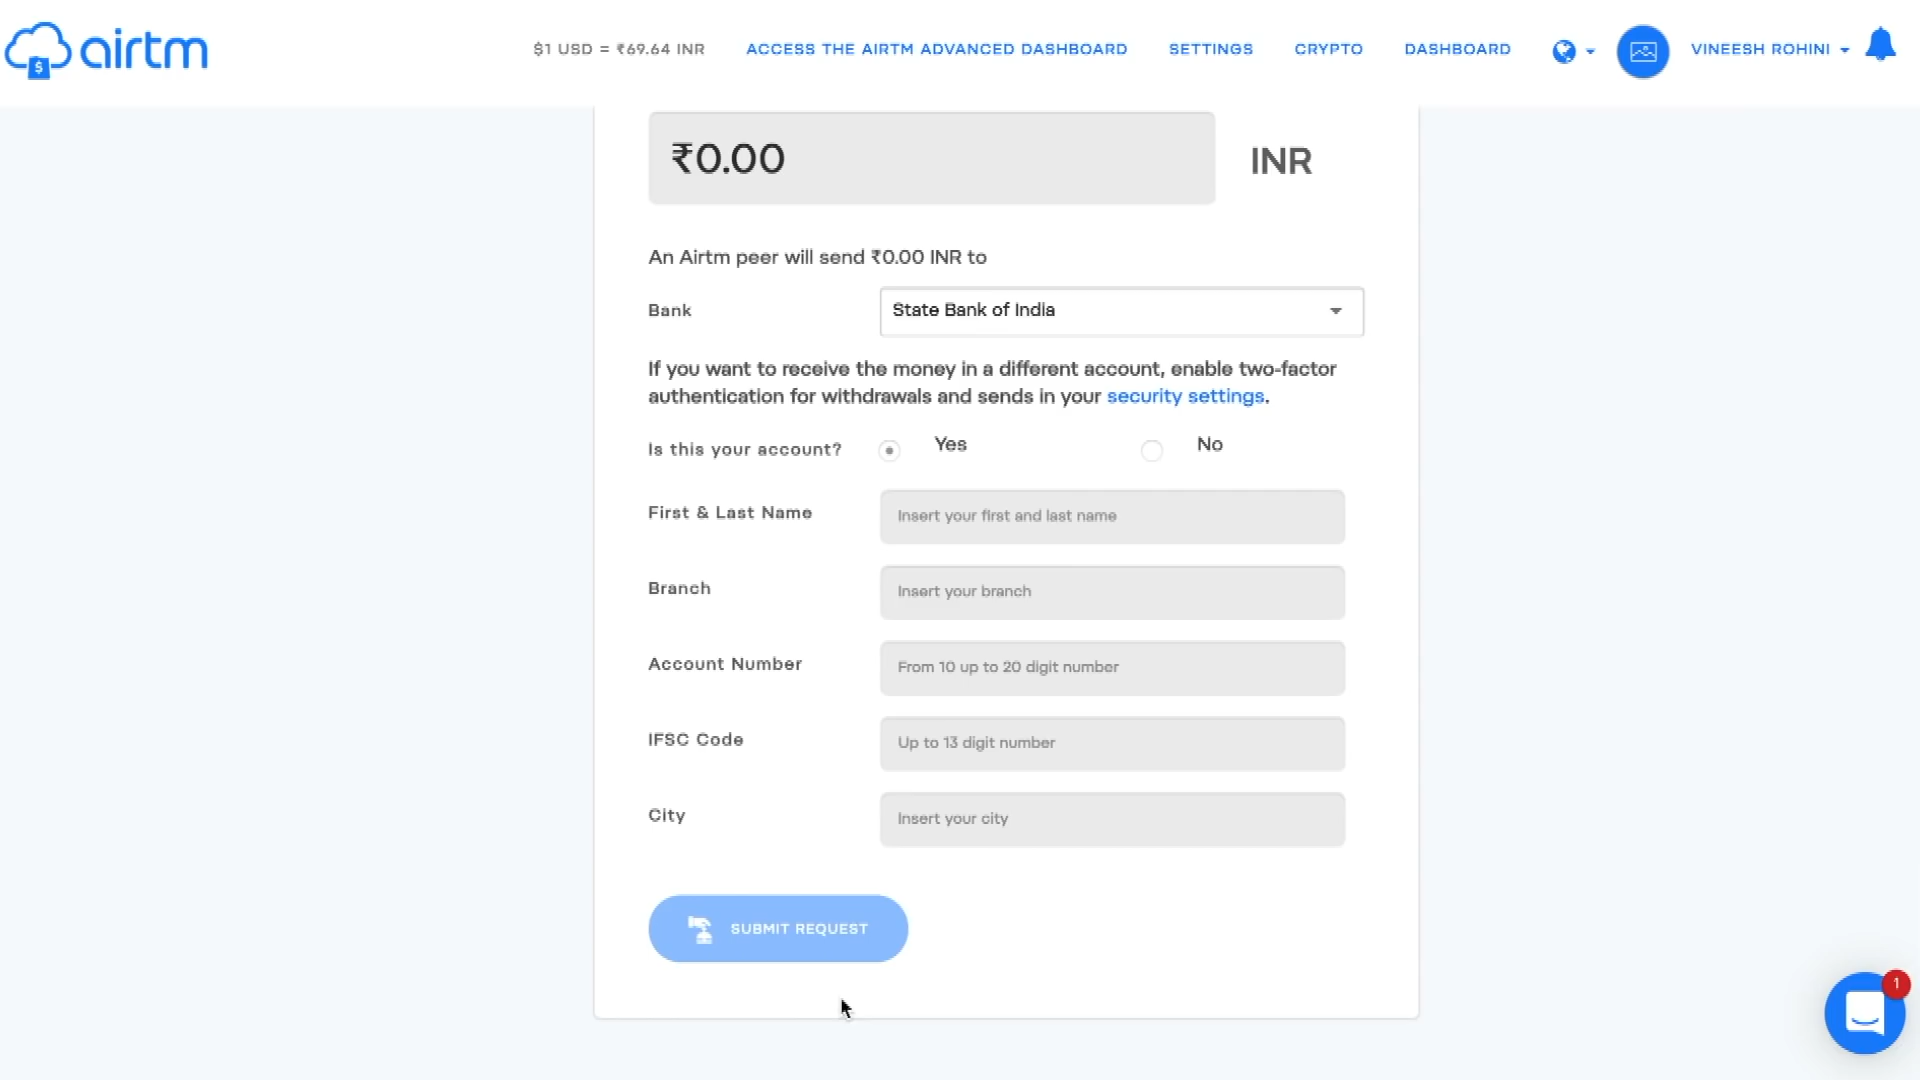 airtm
$
$1 USD = ₹69.64 INR
ACCESS THE AIRTM ADVANCED DASHBOARD
SETTINGS
CRYPTO
DASHBOARD
VINEESH ROHINI
₹0.00
INR
An Airtm peer will send ₹0.00 INR to
Bank
State Bank of India
If you want to receive the money in a different account, enable two-factor
authentication for withdrawals and sends in your security settings.
Is this your account?
Yes
No
First & Last Name
Insert your first and last name
Branch
Insert your branch
Account Number
From 10 up to 20 digit number
IFSC Code
Up to 13 digit number
City
Insert your city
SUBMIT REQUEST
1